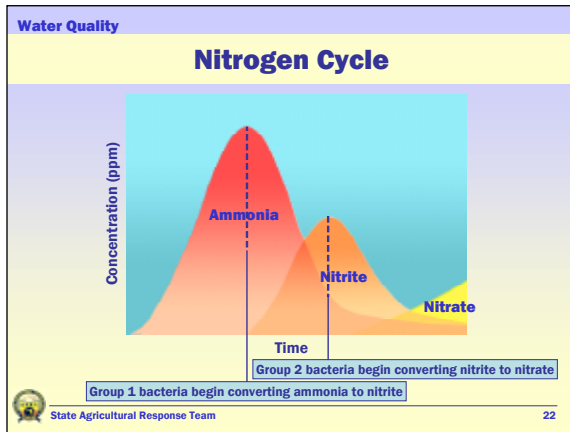 Water Quality
Nitrogen Cycle
Concentration (ppm)
Ammonia
Nitrite
Nitrate
Time
Group 2 bacteria begin converting nitrite to nitrate
Group 1 bacteria begin converting ammonia to nitrite
State Agricultural Response Team
22